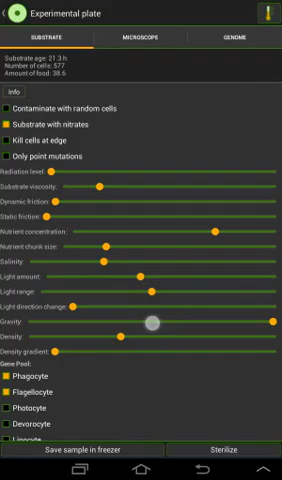 Experimental plate
SUBSTRATE MICROSCOPE GENOME
Substrate age: 21.3 h
Number of cells: 577
Amount of food: 38.6
Info
Contaminate with random cells
Substrate with nitrates
Kill cells at edge
Only point mutations
Radiation level:
Substrate viscosity:
Dynamic friction:
Static friction:
Nutrient concentration:
Nutrient chunk size:
Salinity:
Light amount:
Light range:
Light direction change:
Gravity:
Density:
Density gradient:
Gene Pool:
Phagocyte
Flagellocyte
Photocyte
Devorocyte
Lipocyte
Save sample in freezer Sterilize